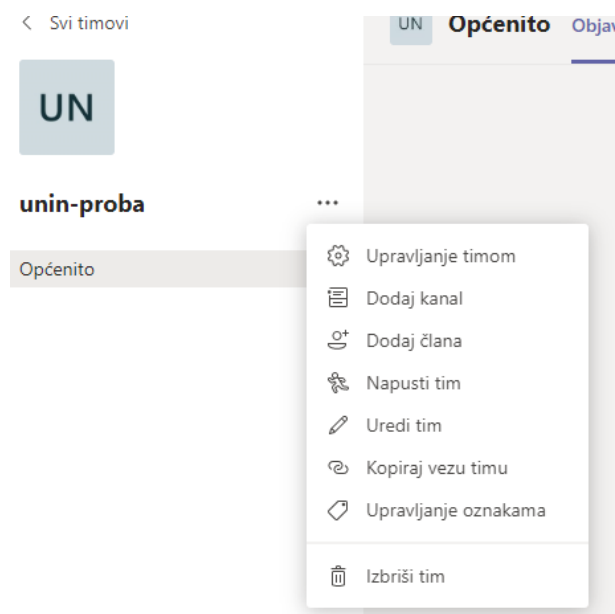 Svi timovi
UN Općenito
UN
unin-proba
Općenito
Upravljanje timom
Dodaj kanal
Dodaj člana
Napusti tim
Uredi tim
Kopiraj vezu timu
Upravljanje oznakama
Izbriši tim